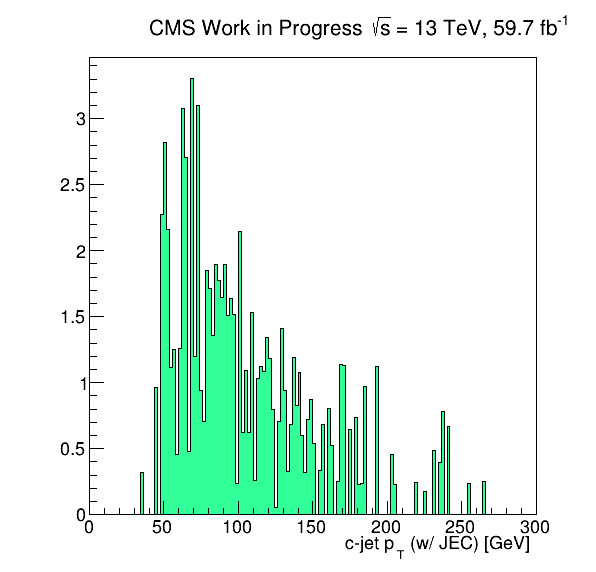 CMS Work in Progress √s = 13 TeV, 59.7 fb⁻¹
3
2.5
2
1.5
1
0.5
0
0 50 100 150 200 250 300
c-jet p_T (w/ JEC) [GeV]